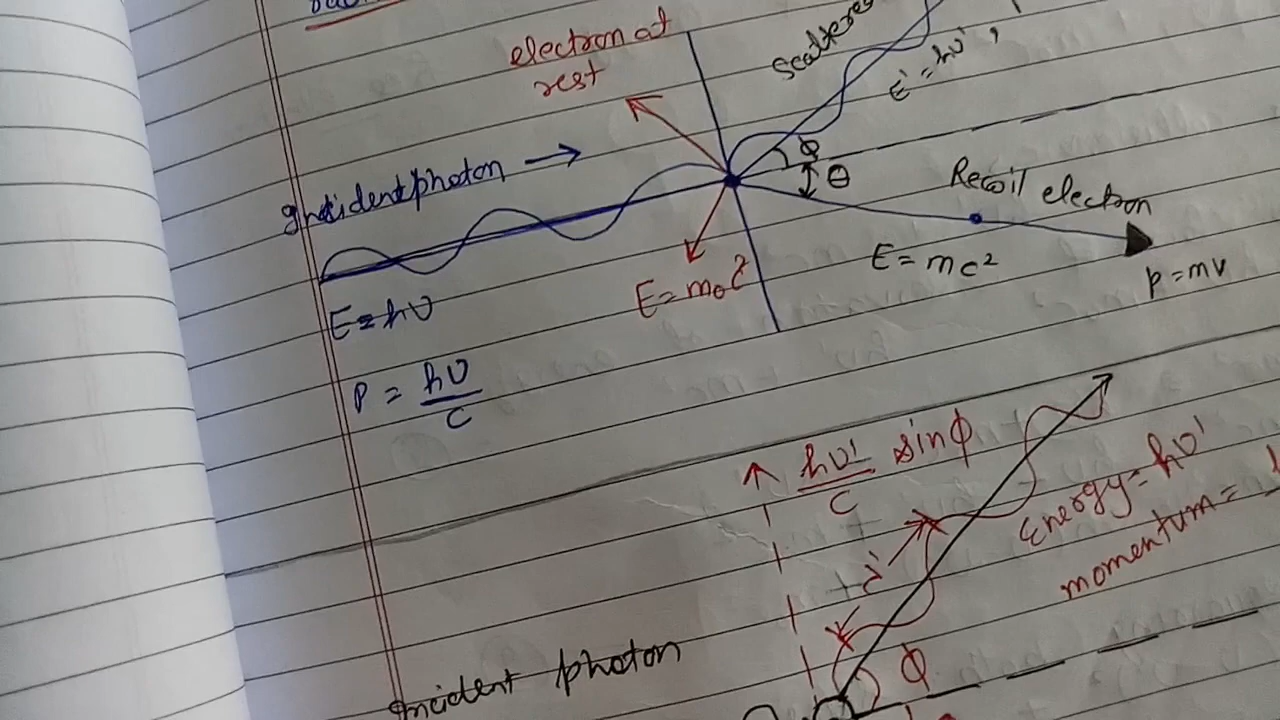 electron at
rest
E' = hν',
Incident photon →
ϕ
θ
Recoil electron
E = m₀c²
E = mc²
p = mv
E = hν
P = hν/C
↑ hν'/C sinϕ
λ'
Energy = hν'
momentum =
Incident photon
ϕ